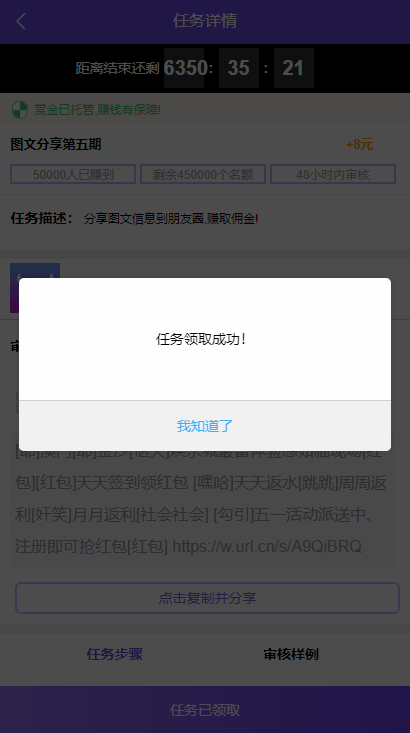 任务详情
距离结束还剩 6350: 35 : 21
赏金已托管,赚钱有保障!
图文分享第五期 +8元
50000人已赚到 剩余450000个名额 48小时内审核
任务描述： 分享图文信息到朋友圈,赚取佣金!
任务领取成功！
我知道了
包][红包]天天签到领红包 [嘿哈]天天返水[跳跳]周周返
利[奸笑]月月返利[社会社会] [勾引]五一活动派送中、
注册即可抢红包[红包] https://w.url.cn/s/A9QiBRQ
点击复制并分享
任务步骤 审核样例
任务已领取